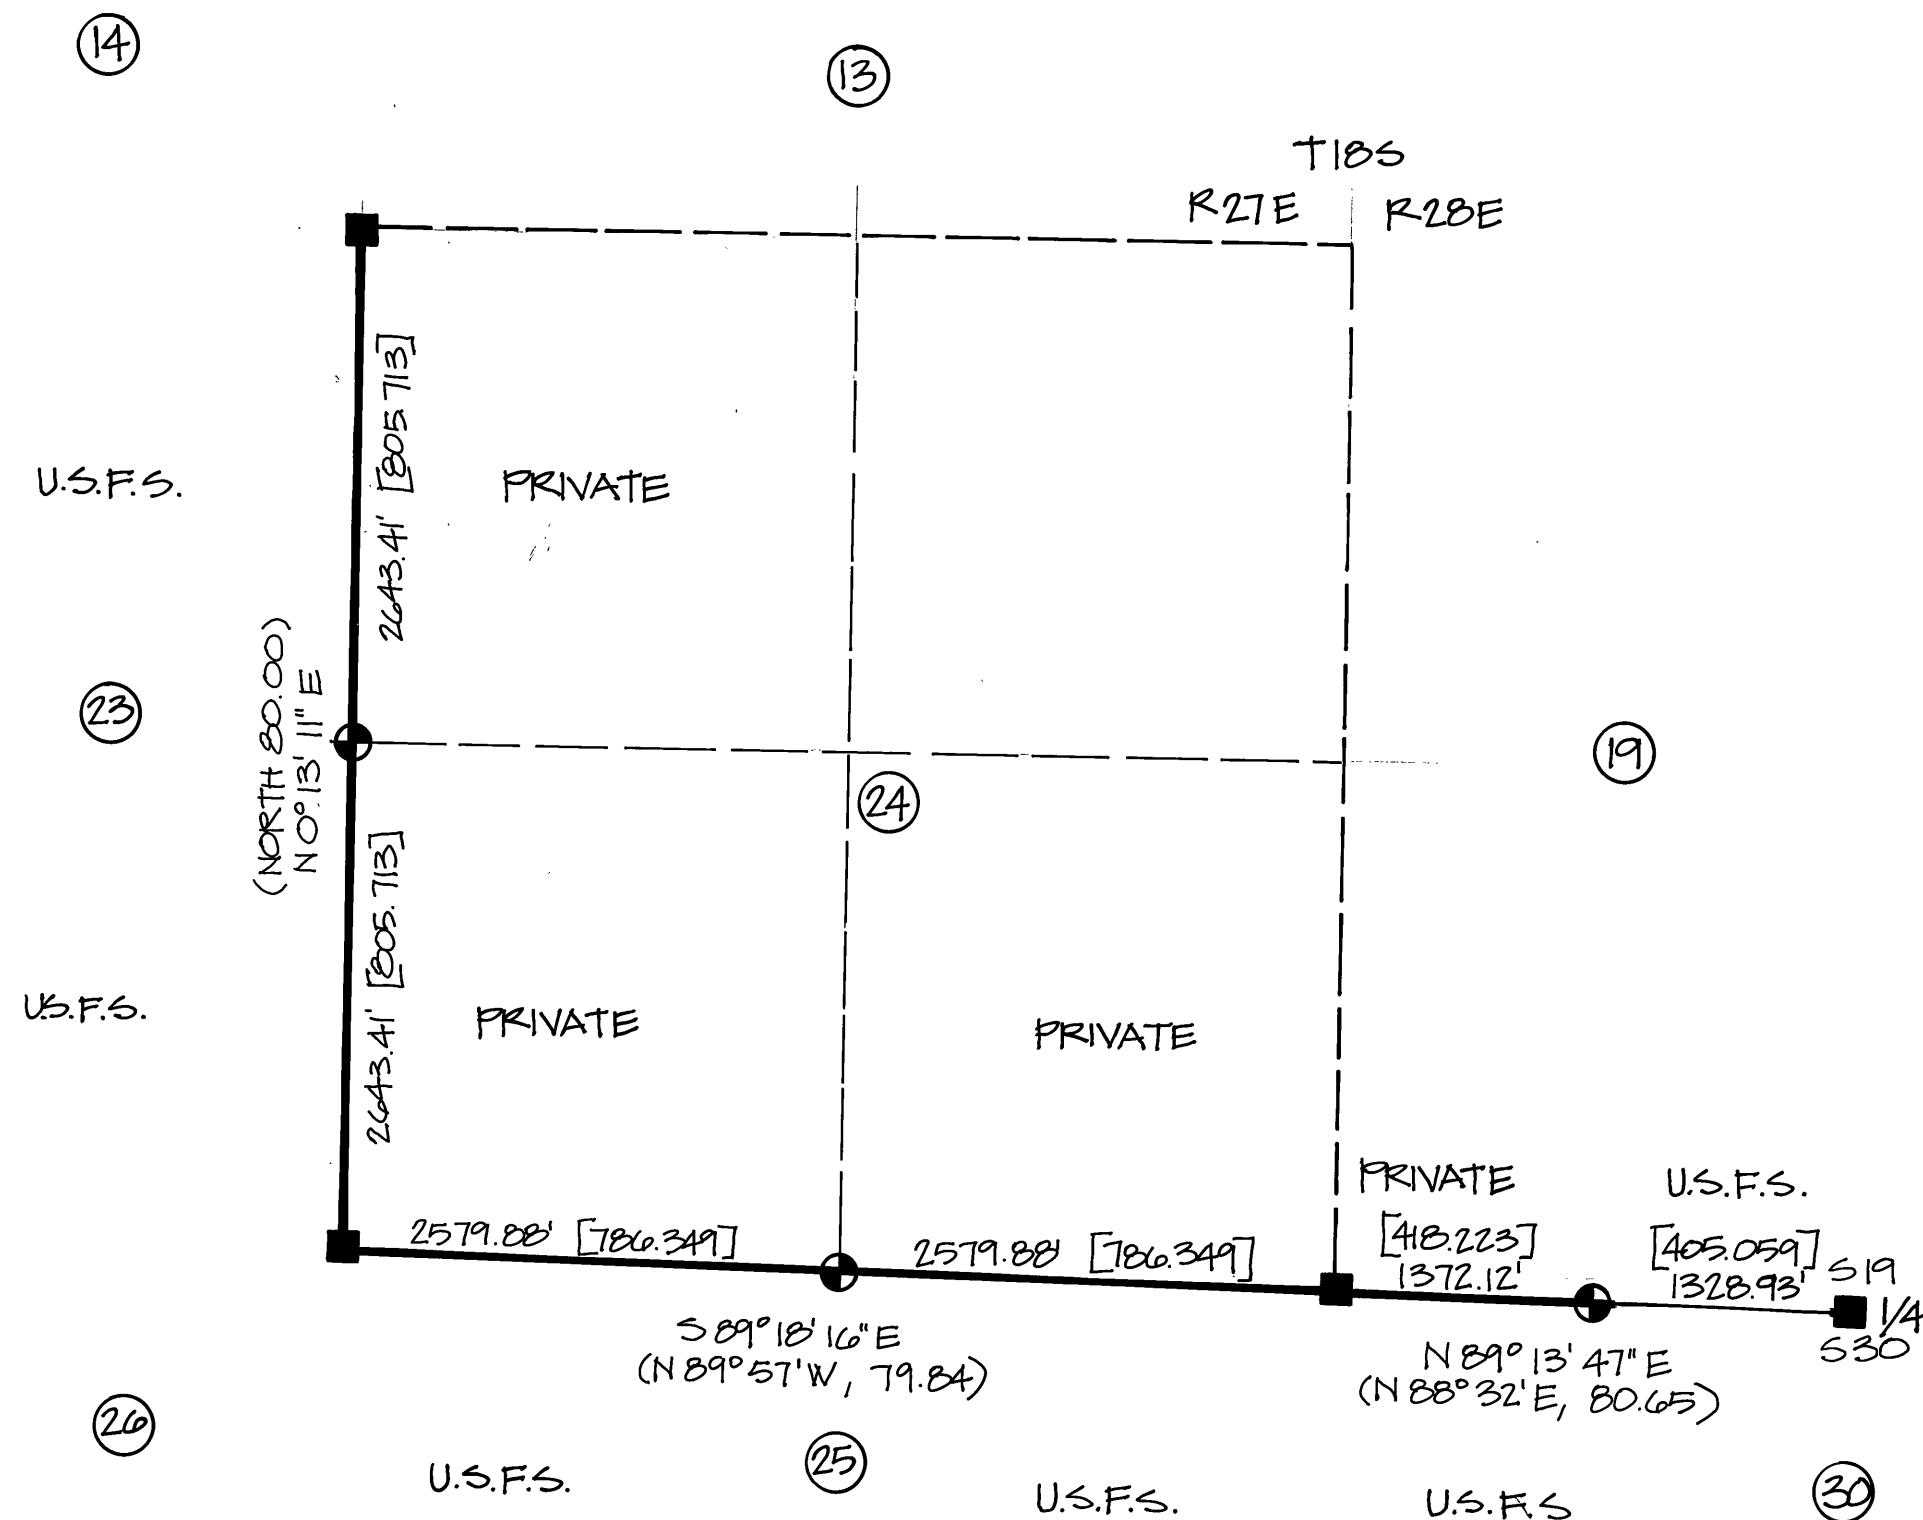 14
13
T18S
R27E R28E
2643.41' [805.713]
U.S.F.S.
PRIVATE
(NORTH 80.00)
N 0° 13' 11" E
23
19
24
2643.41' [805.713]
U.S.F.S.
PRIVATE
PRIVATE
PRIVATE
U.S.F.S.
2579.88' [786.349]
2579.88' [786.349]
[418.223]
1372.12'
[405.059]
1328.93'
S19
1/4
S30
S 89° 18' 16" E
(N 89° 57' W, 79.84)
N 89° 13' 47" E
(N 88° 32' E, 80.65)
26
25
30
U.S.F.S.
U.S.F.S.
U.S.F.S